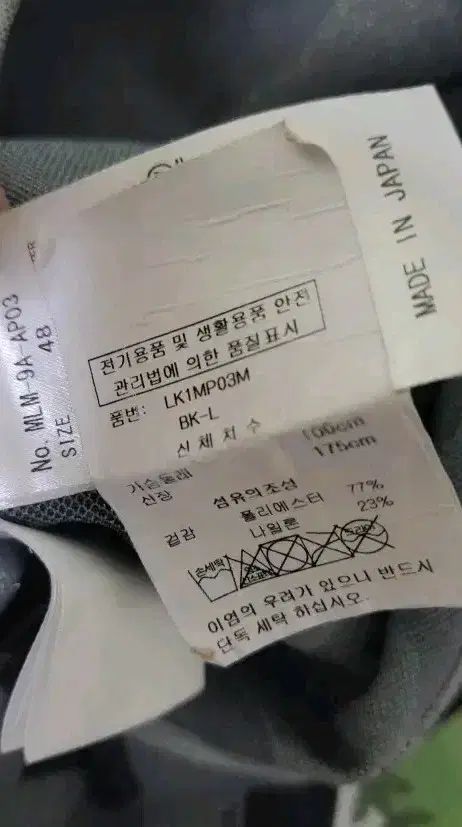 MADE IN JAPAN
No. MLM-9A-AP03
SIZE 48
전기용품 및 생활용품 안전
관리법에 의한 품질표시
품번: LK1MP03M
BK-L
신체치수
가슴둘레 100cm
신장 175cm
섬유의조성
겉감 폴리에스터 77%
나일론 23%
손세탁
드라이
이염의 우려가 있으니 반드시
단독 세탁 하십시오.